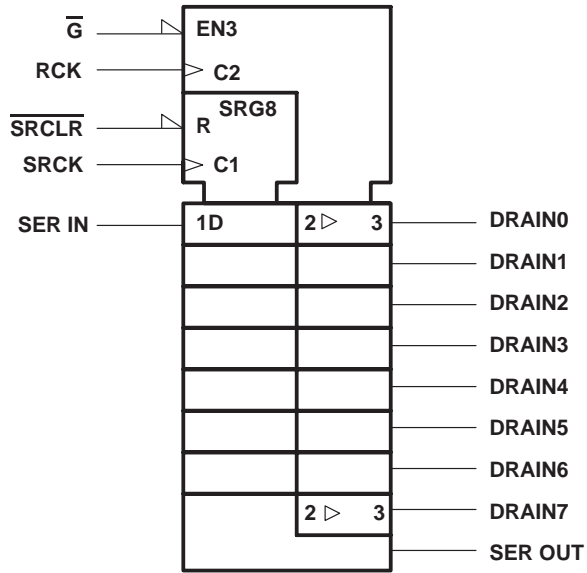 G̅ EN3
RCK C2
SRG8
S̅R̅C̅L̅R̅ R
SRCK C1
SER IN 1D 2 3 DRAIN0
DRAIN1
DRAIN2
DRAIN3
DRAIN4
DRAIN5
DRAIN6
2 3 DRAIN7
SER OUT